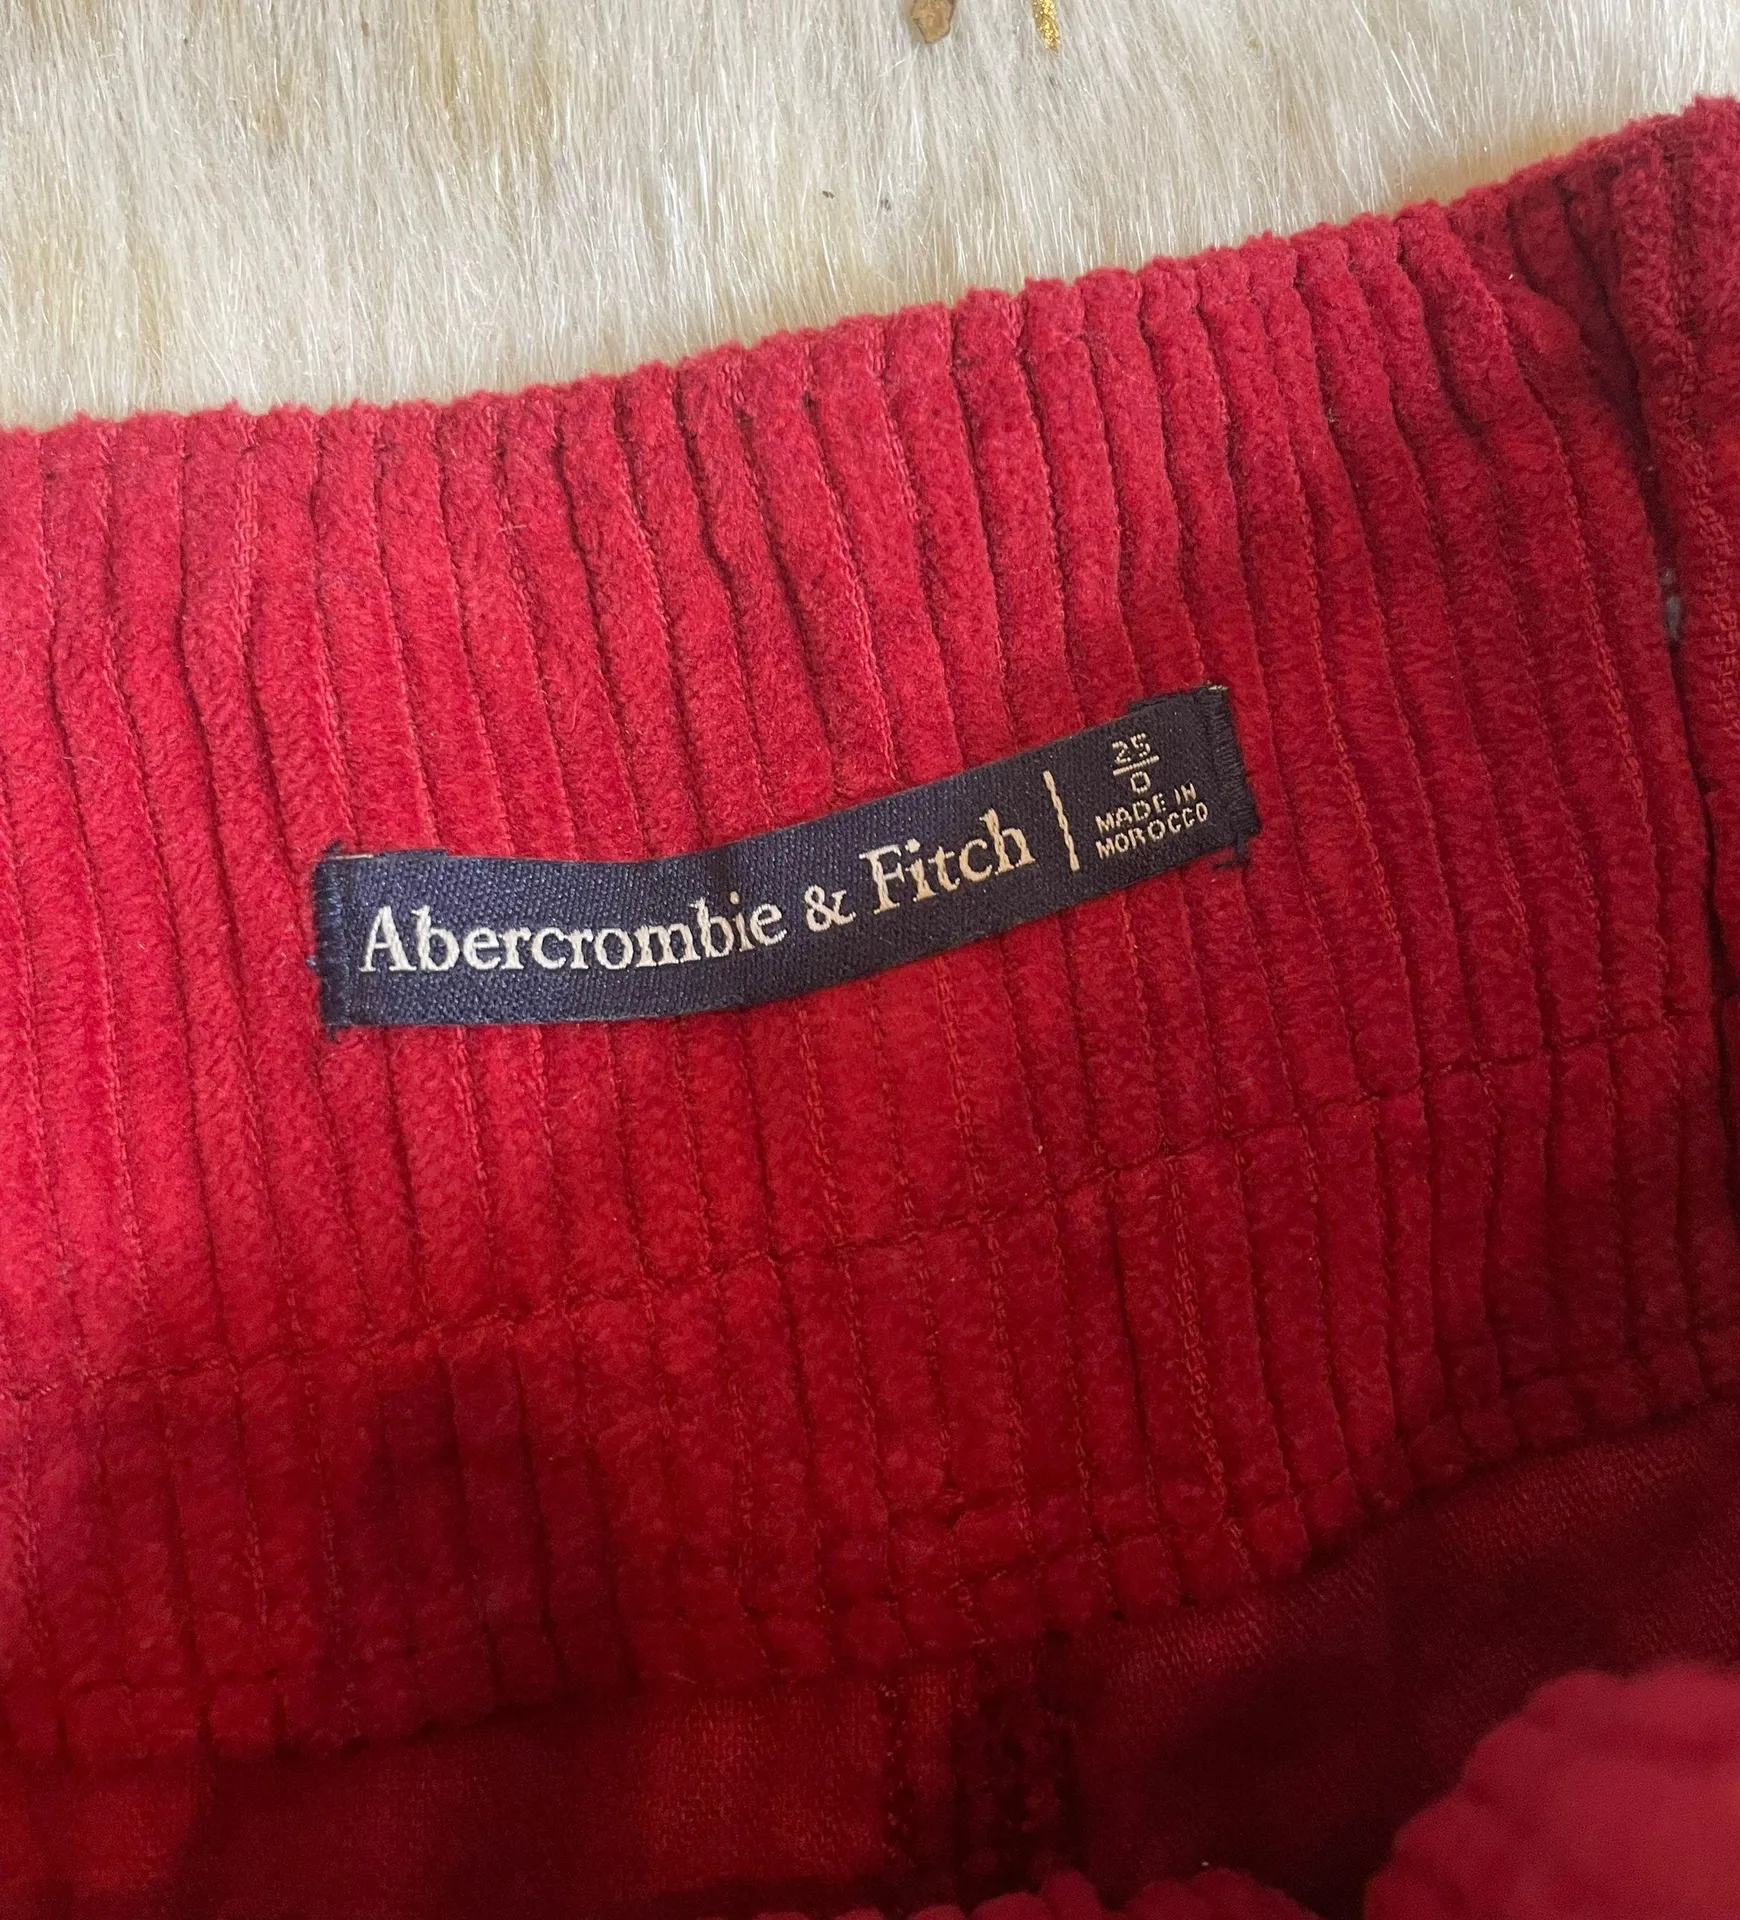 Abercrombie & Fitch
25
0
MADE IN
MOROCCO